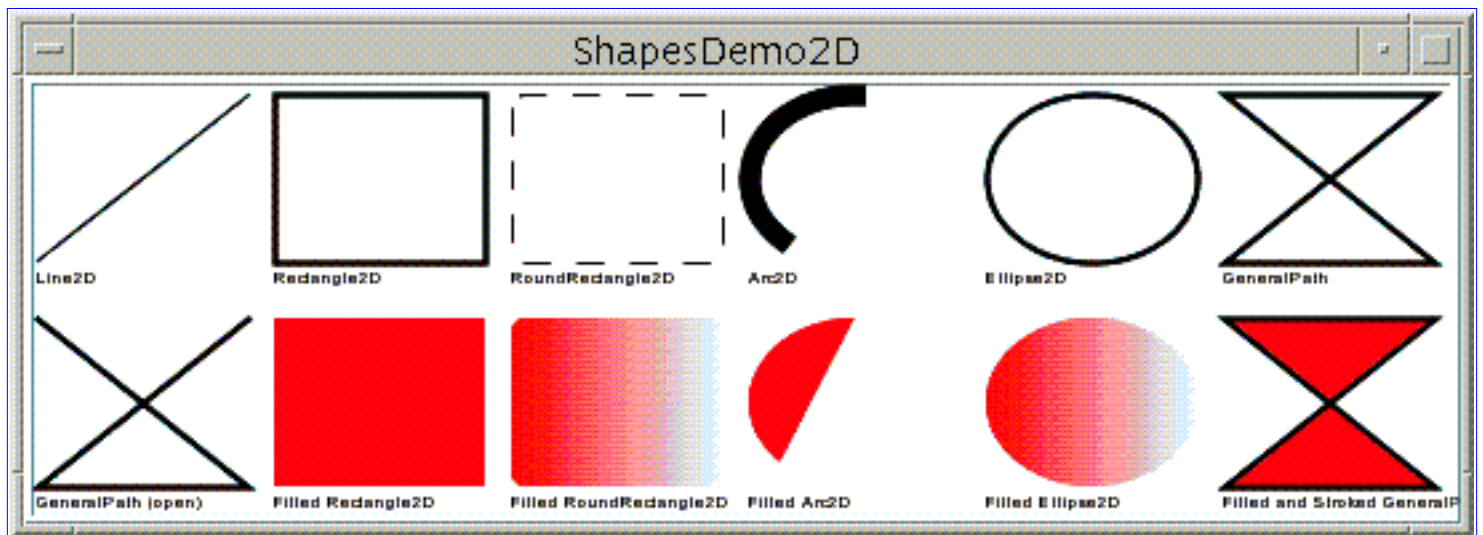 ShapesDemo2D
Line2D
Rectangle2D
RoundRectangle2D
Arc2D
Ellipse2D
GeneralPath
GeneralPath (open)
Filled Rectangle2D
Filled RoundRectangle2D
Filled Arc2D
Filled Ellipse2D
Filled and Stroked GeneralP